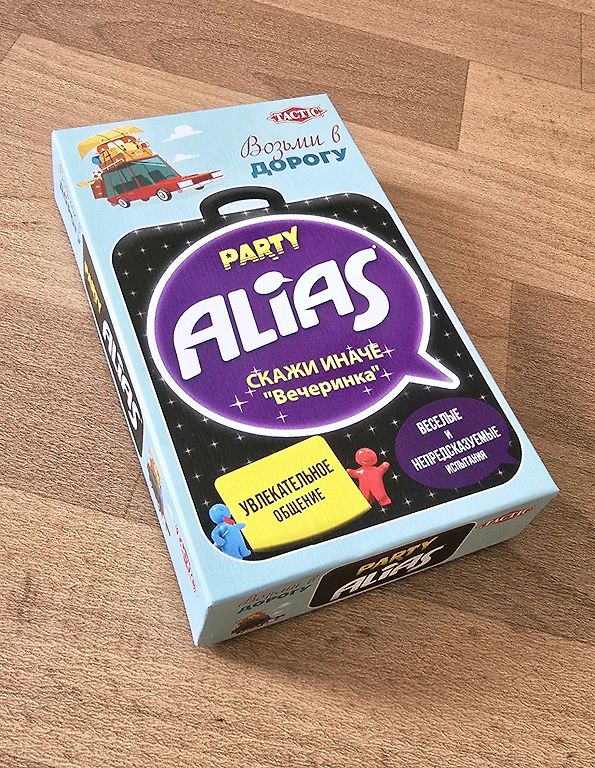 TACTIC
Возьми в
ДОРОГУ
PARTY
ALiAS
СКАЖИ ИНАЧЕ
"Вечеринка"
ВЕСЕЛЫЕ
и
НЕПРЕДСКАЗУЕМЫЕ
ИСПЫТАНИЯ
УВЛЕКАТЕЛЬНОЕ
ОБЩЕНИЕ
PARTY
ALiAS
TACTIC
Возьми в
ДОРОГУ
PARTY
ALiAS